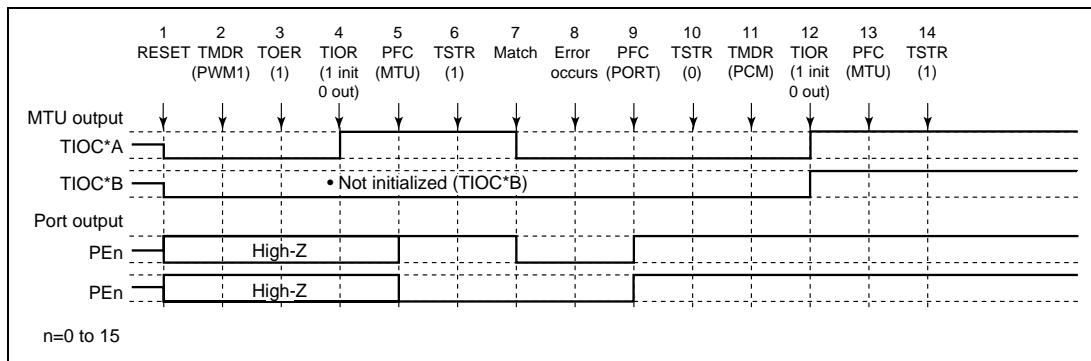 1 2 3 4 5 6 7 8 9 10 11 12 13 14
RESET TMDR TOER TIOR PFC TSTR Match Error PFC TSTR TMDR TIOR PFC TSTR
(PWM1) (1) (1 init (MTU) (1) occurs (PORT) (0) (PCM) (1 init (MTU) (1)
0 out) 0 out)
MTU output
TIOC*A
TIOC*B • Not initialized (TIOC*B)
Port output
PEn High-Z
PEn High-Z
n=0 to 15